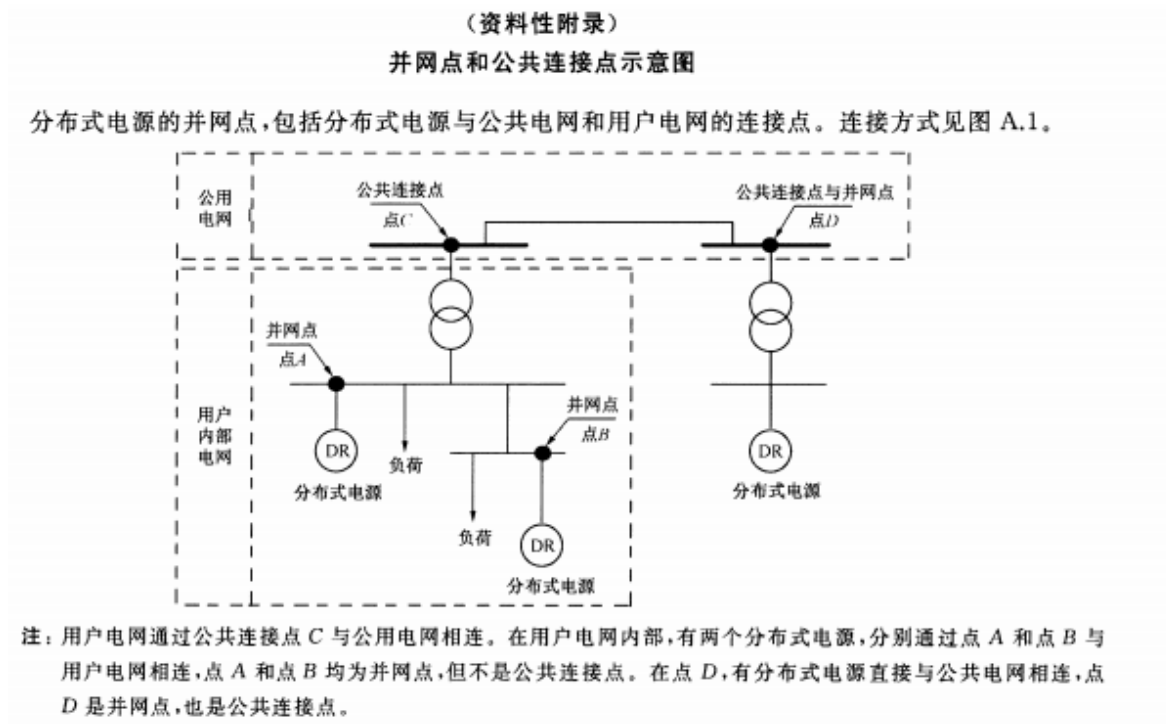 （资料性附录）
并网点和公共连接点示意图
分布式电源的并网点,包括分布式电源与公共电网和用户电网的连接点。连接方式见图 A.1。
公用
电网
公共连接点
点C
公共连接点与并网点
点D
用户
内部
电网
并网点
点A
DR
分布式电源
负荷
并网点
点B
负荷
DR
分布式电源
DR
分布式电源
注：用户电网通过公共连接点 C 与公用电网相连。在用户电网内部,有两个分布式电源,分别通过点 A 和点 B 与
用户电网相连,点 A 和点 B 均为并网点,但不是公共连接点。在点 D,有分布式电源直接与公共电网相连,点
D 是并网点,也是公共连接点。